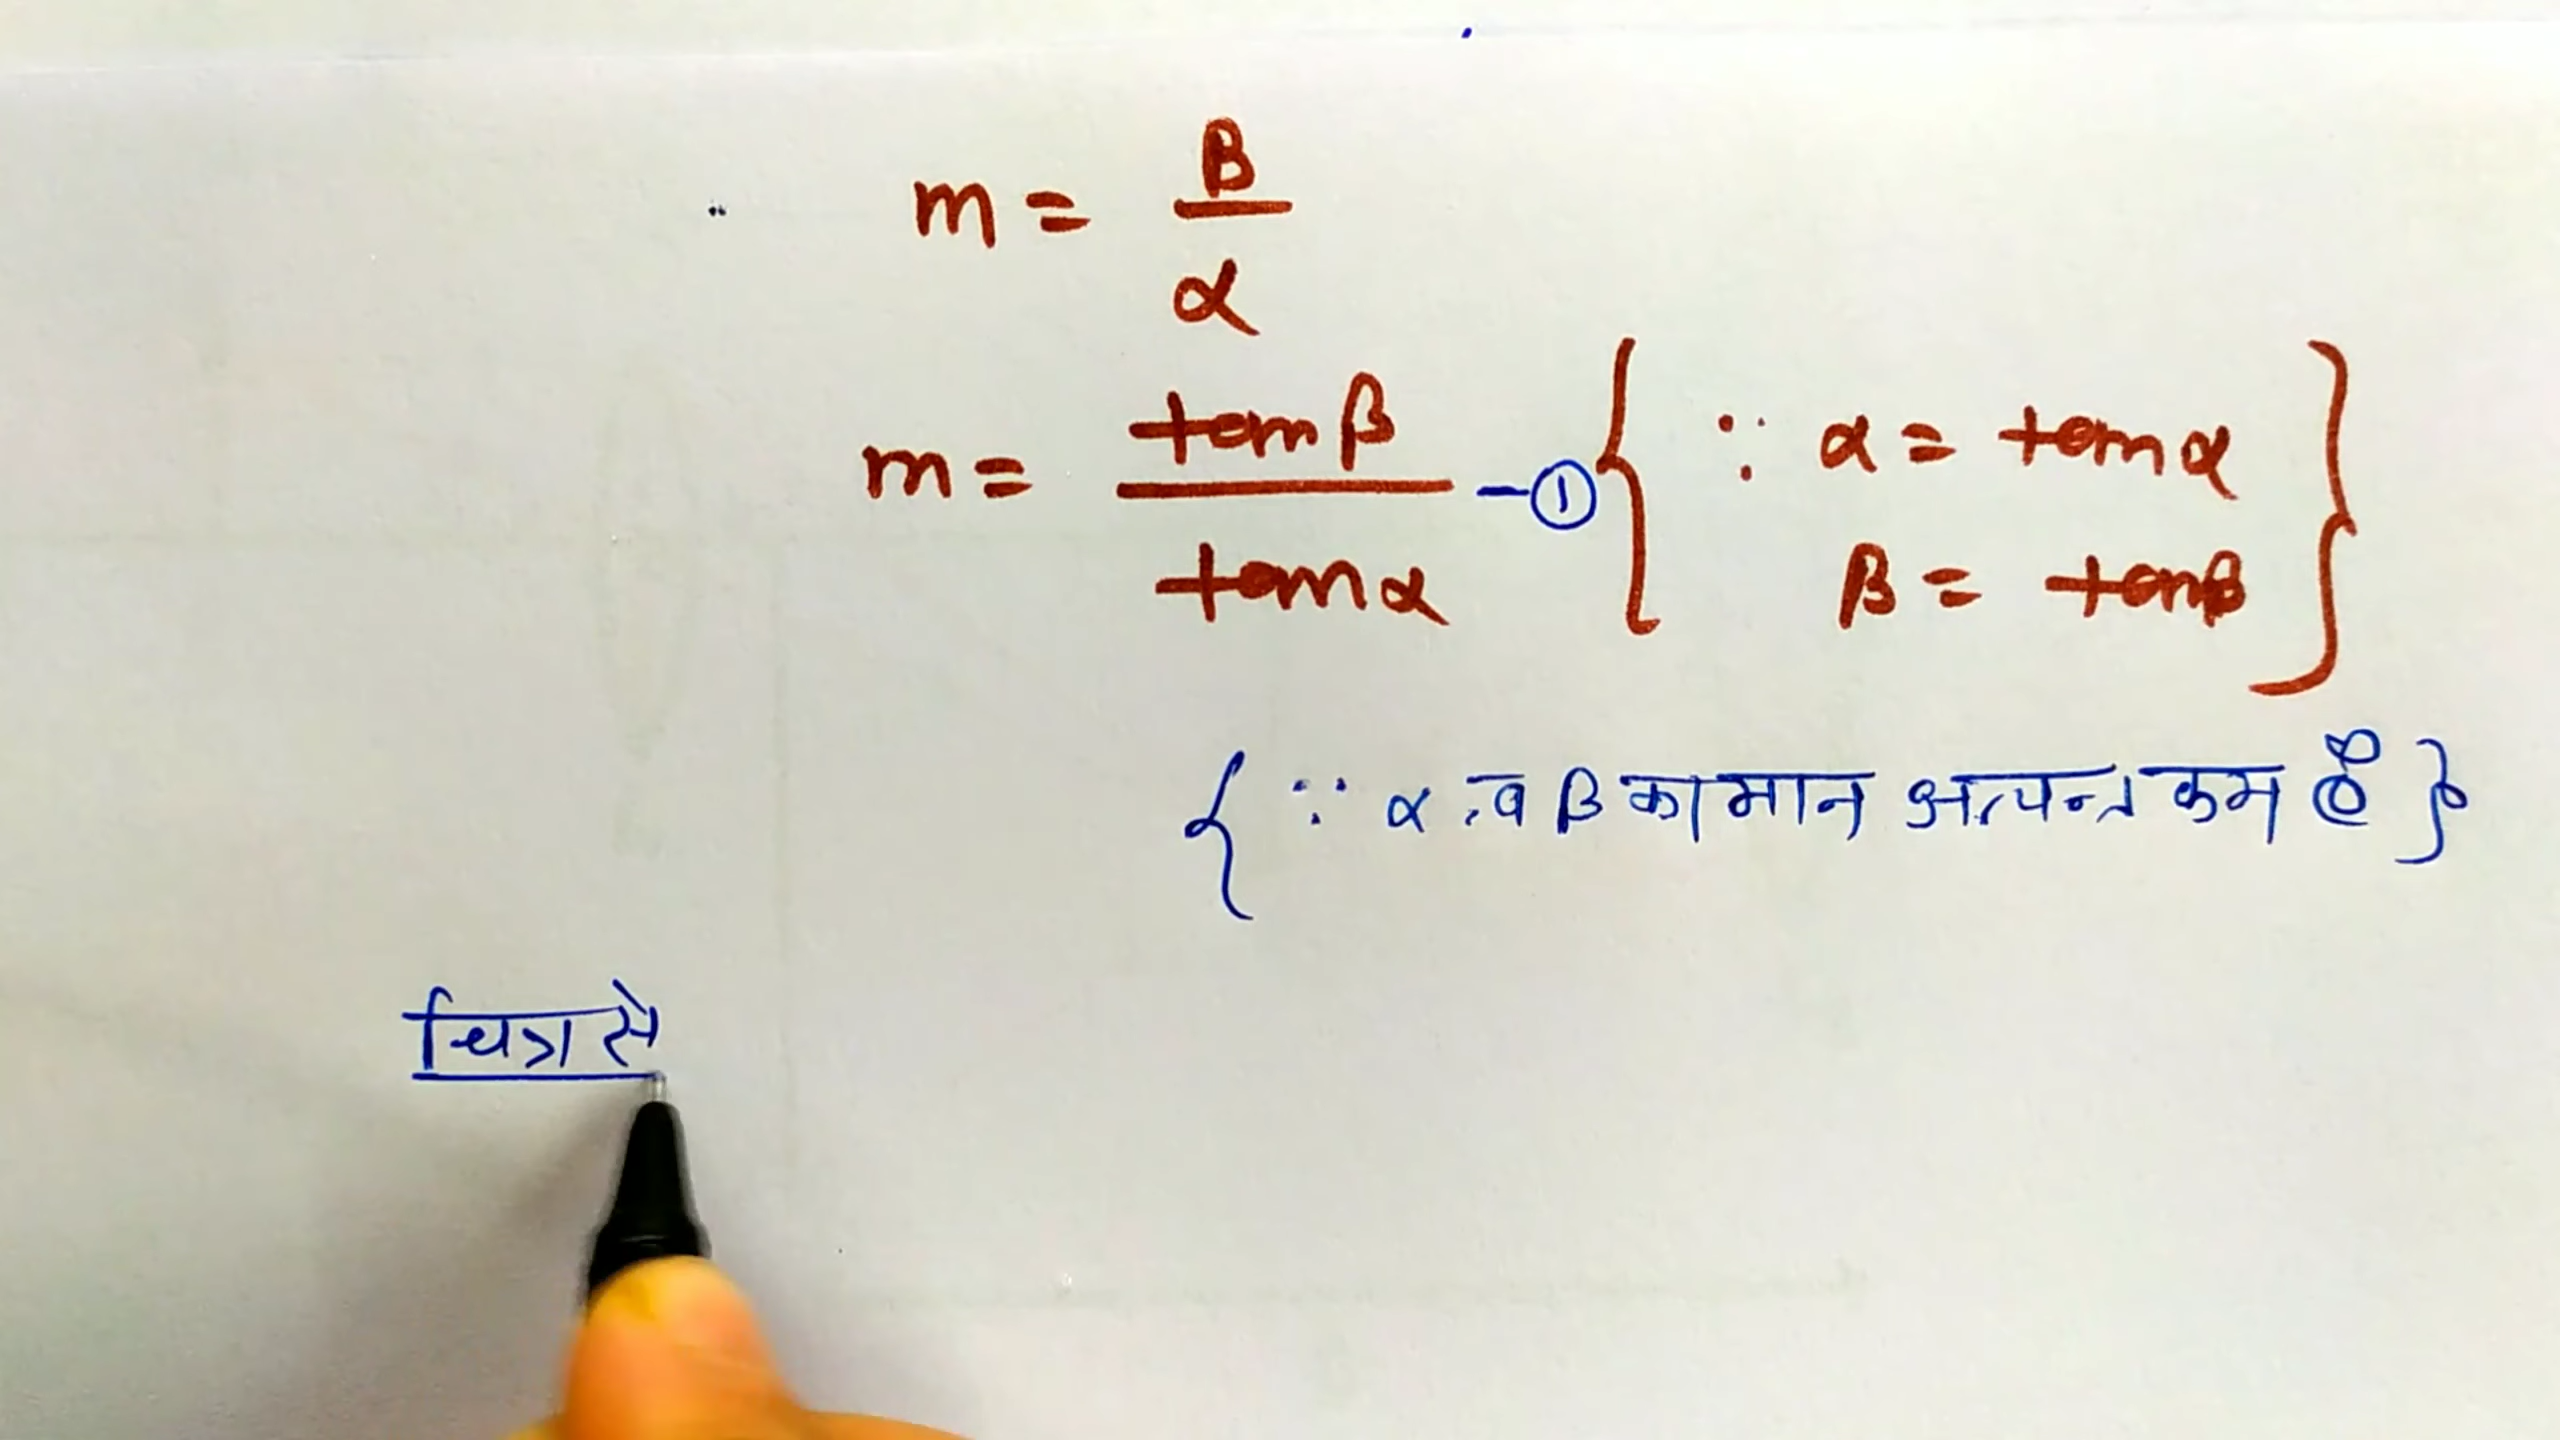 m = β/α
m = tanβ/tanα - ① { ∵ α = tanα
β = tanβ }
{ ∵ α व β का मान अत्यन्त कम है }
चित्र से